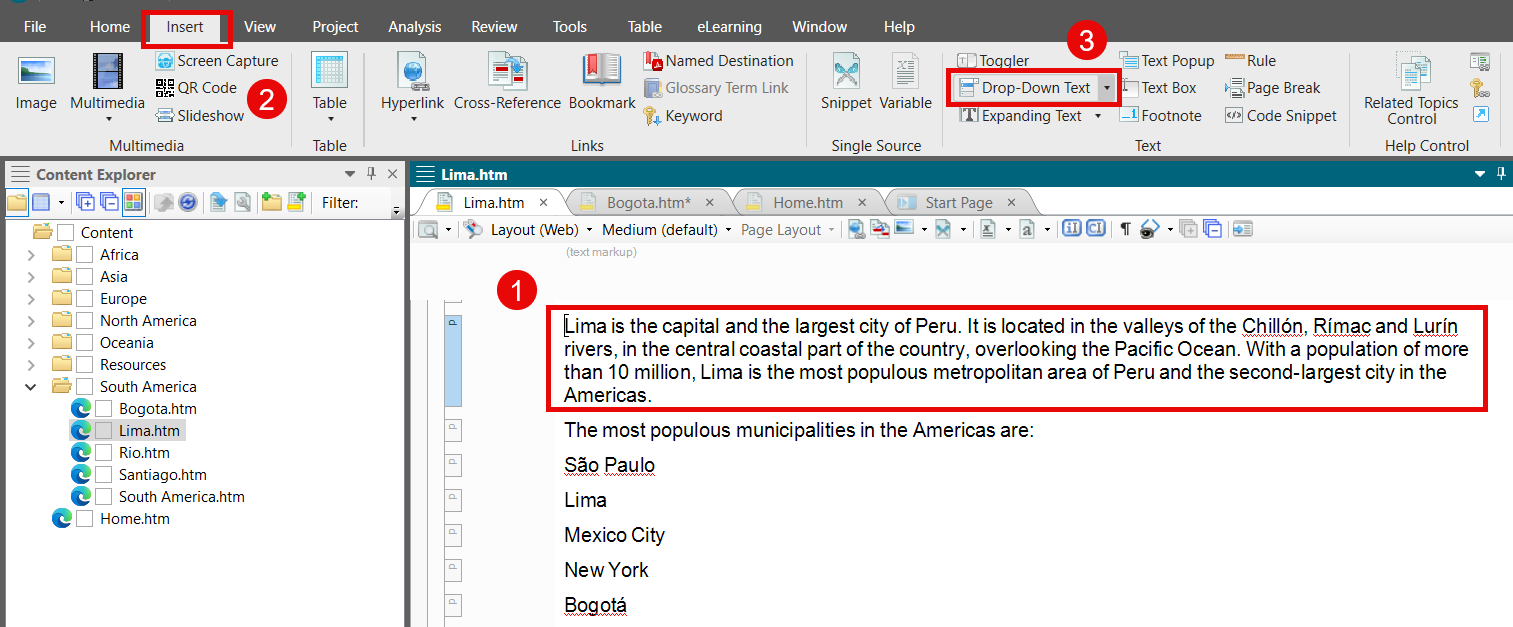 File Home Insert View Project Analysis Review Tools Table eLearning Window Help
3
Screen Capture
QR Code
Slideshow
2
Image Multimedia
Multimedia
Table
Table
Hyperlink Cross-Reference Bookmark
Named Destination
Glossary Term Link
Keyword
Links
Snippet Variable
Single Source
Toggler Text Popup Rule
Drop-Down Text Text Box Page Break
Expanding Text Footnote Code Snippet
Text
Related Topics
Control
Help Control
Content Explorer
Filter:
Content
Africa
Asia
Europe
North America
Oceania
Resources
South America
Bogota.htm
Lima.htm
Rio.htm
Santiago.htm
South America.htm
Home.htm
Lima.htm
Lima.htm Bogota.htm* Home.htm Start Page
Layout (Web) Medium (default) Page Layout
(text markup)
1
Lima is the capital and the largest city of Peru. It is located in the valleys of the Chillón, Rímac and Lurín
rivers, in the central coastal part of the country, overlooking the Pacific Ocean. With a population of more
than 10 million, Lima is the most populous metropolitan area of Peru and the second-largest city in the
Americas.
The most populous municipalities in the Americas are:
São Paulo
Lima
Mexico City
New York
Bogotá